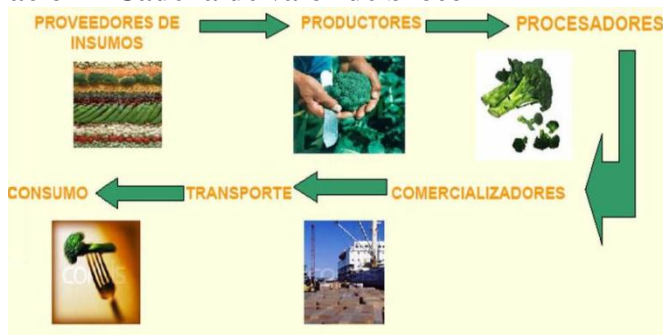 PROVEEDORES DE
INSUMOS
PRODUCTORES
PROCESADORES
COMERCIALIZADORES
TRANSPORTE
CONSUMO